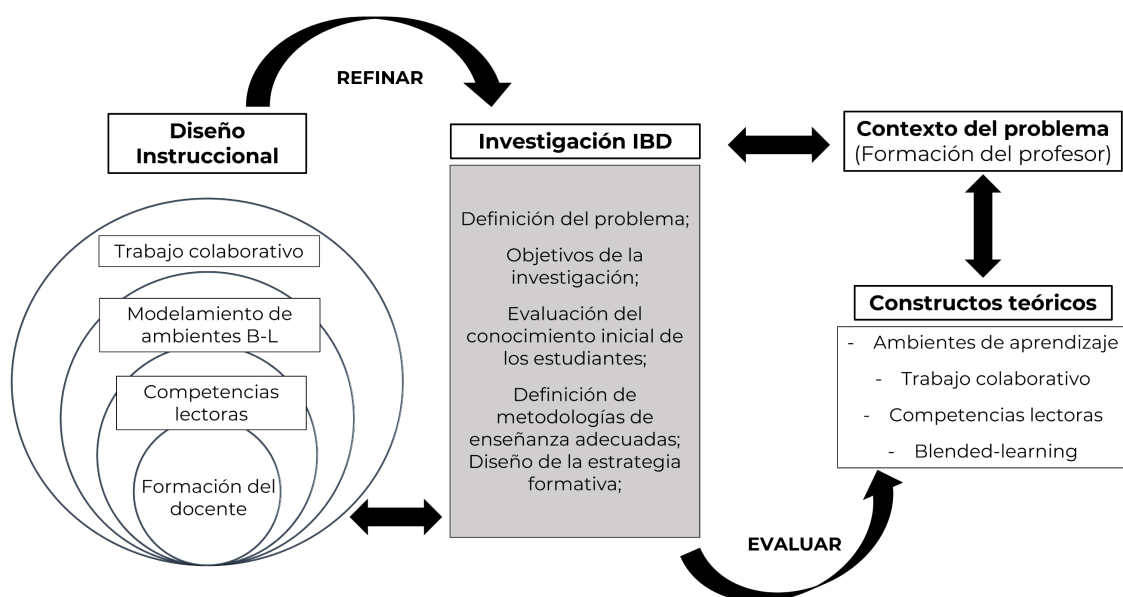 REFINAR
Diseño
Instruccional
Trabajo colaborativo
Modelamiento de
ambientes B-L
Competencias
lectoras
Formación del
docente
Investigación IBD
Definición del problema;
Objetivos de la
investigación;
Evaluación del
conocimiento inicial de
los estudiantes;
Definición de
metodologías de
enseñanza adecuadas;
Diseño de la estrategia
formativa;
Contexto del problema
(Formación del profesor)
Constructos teóricos
- Ambientes de aprendizaje
- Trabajo colaborativo
- Competencias lectoras
- Blended-learning
EVALUAR